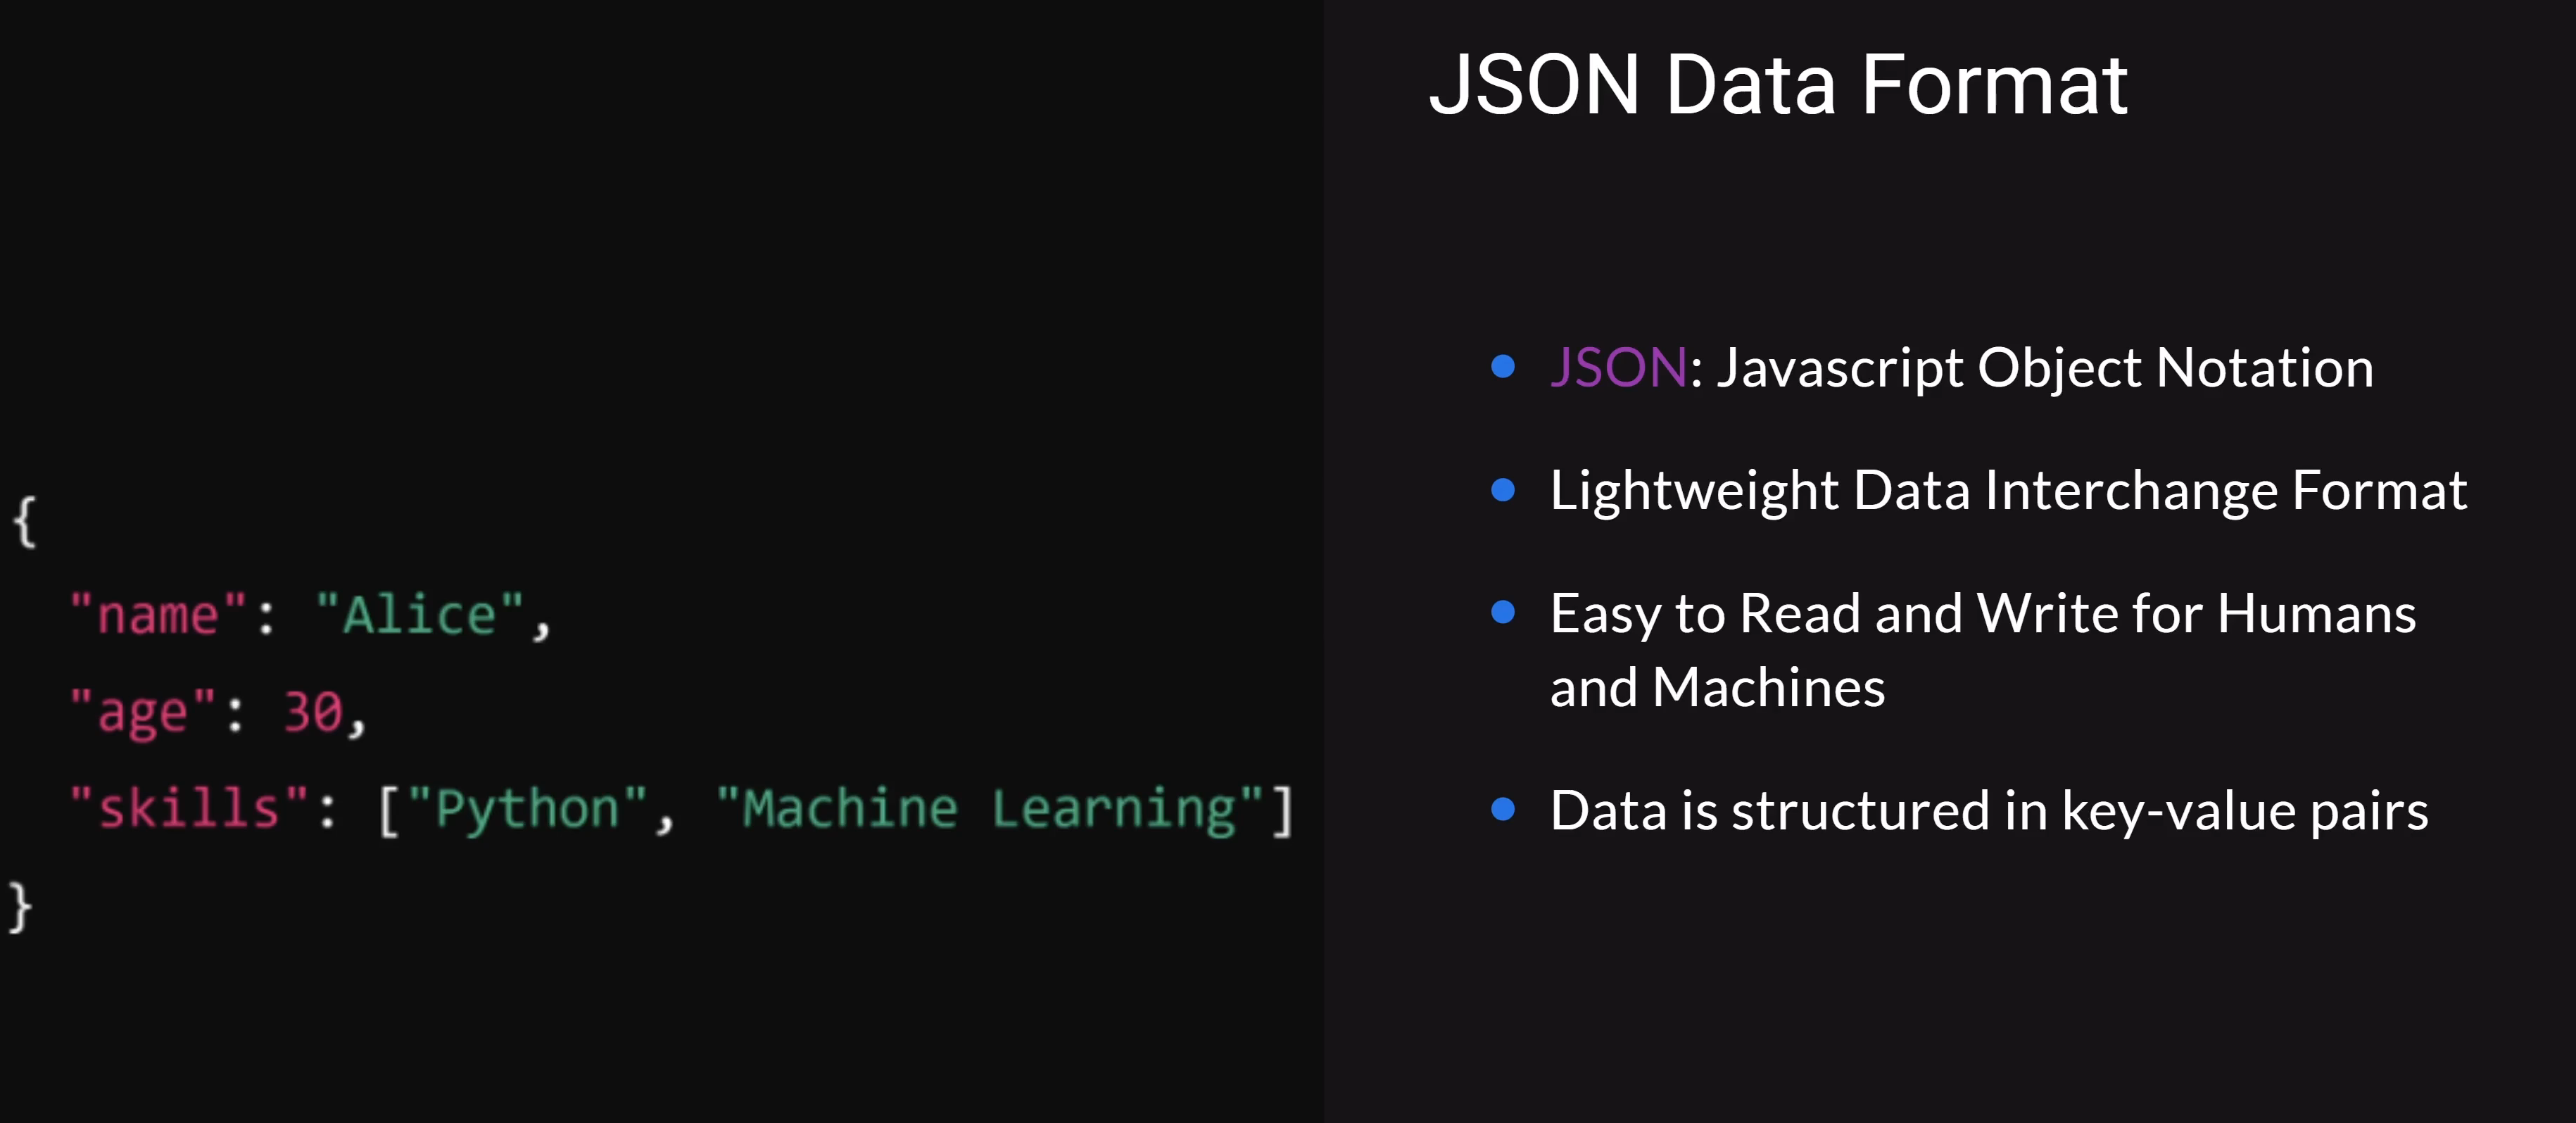 {
"name": "Alice",
"age": 30,
"skills": ["Python", "Machine Learning"]
}
JSON Data Format
JSON: Javascript Object Notation
Lightweight Data Interchange Format
Easy to Read and Write for Humans
and Machines
Data is structured in key-value pairs